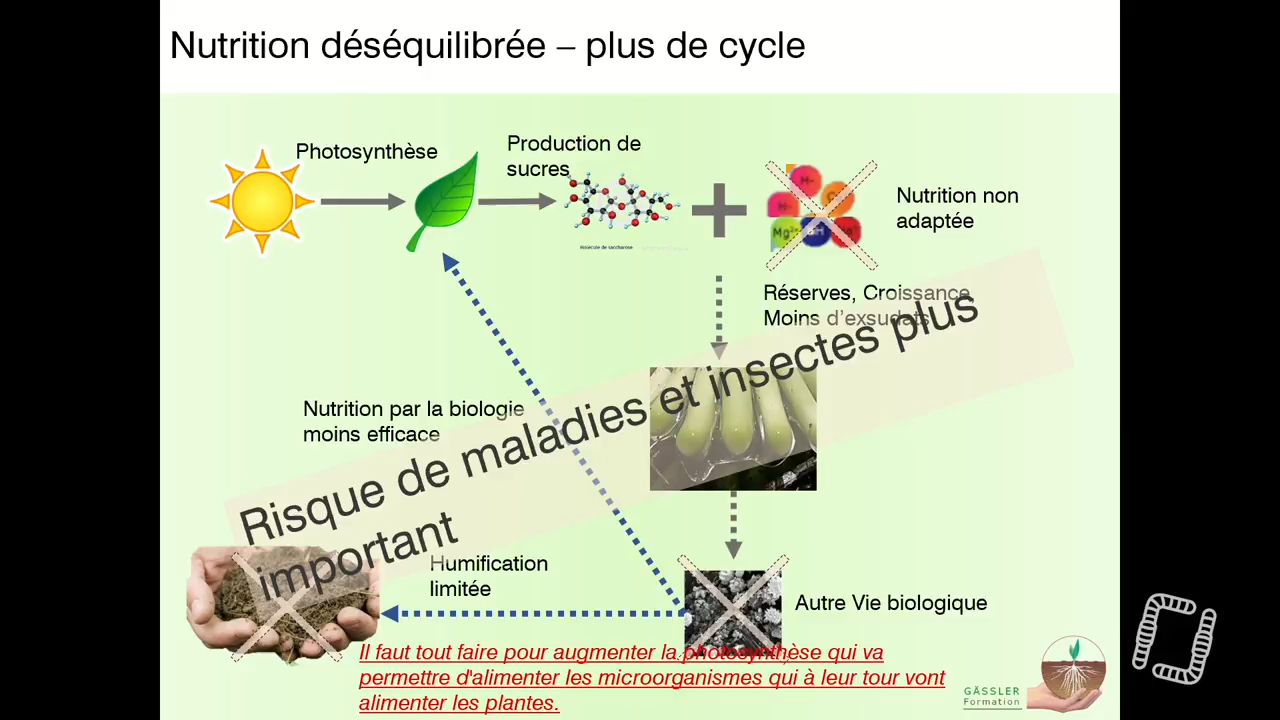 Nutrition déséquilibrée – plus de cycle
Photosynthèse
Production de
sucres
Molécule de saccharose
Nutrition non
adaptée
Réserves, Croissance
Moins d’exsudats
Risque de maladies et insectes plus
important
Nutrition par la biologie
moins efficace
Humification
limitée
Autre Vie biologique
Il faut tout faire pour augmenter la photosynthèse qui va
permettre d'alimenter les microorganismes qui à leur tour vont
alimenter les plantes.
GÄSSLER
Formation